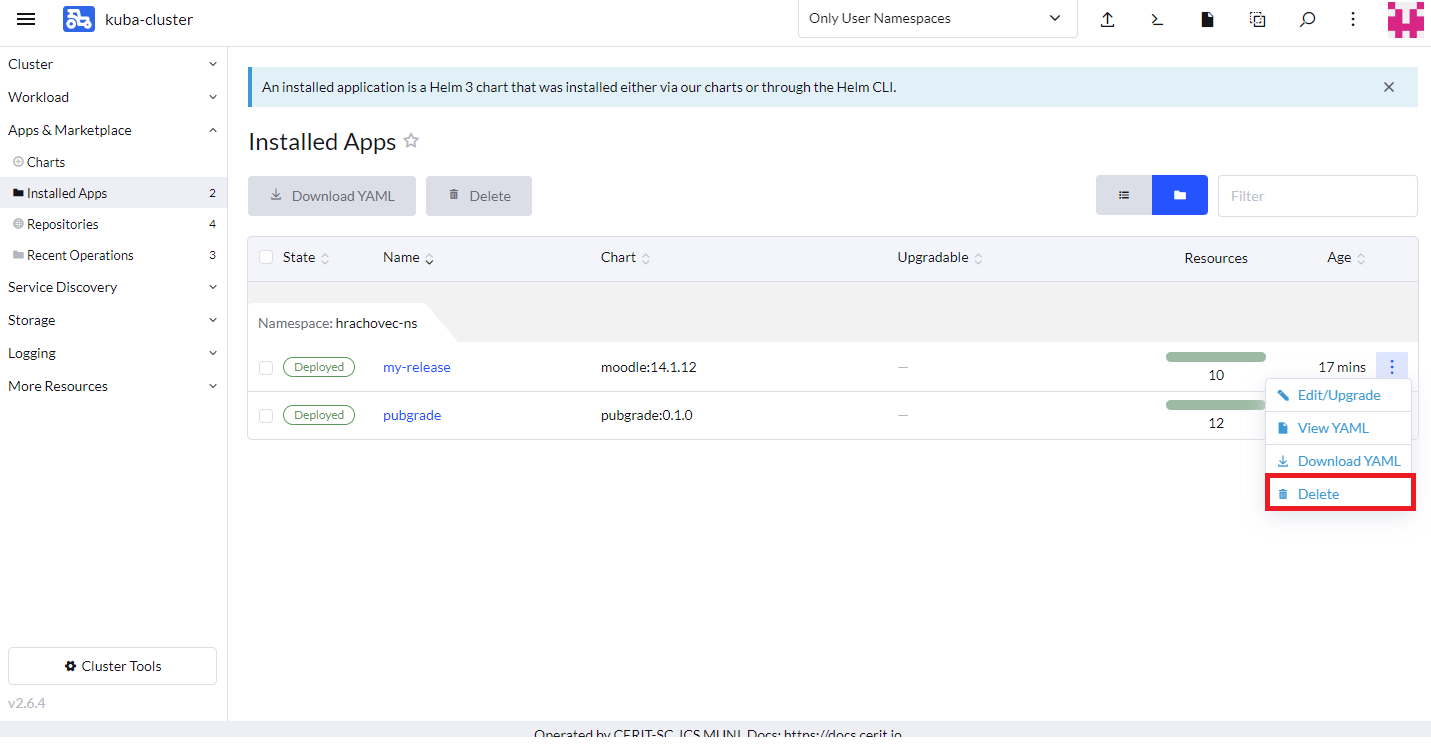 kuba-cluster
Only User Namespaces
Cluster
Workload
Apps & Marketplace
Charts
Installed Apps 2
Repositories 4
Recent Operations 3
Service Discovery
Storage
Logging
More Resources
Cluster Tools
v2.6.4
An installed application is a Helm 3 chart that was installed either via our charts or through the Helm CLI.
Installed Apps
Download YAML Delete Filter
State Name Chart Upgradable Resources Age
Namespace: hrachovec-ns
Deployed my-release moodle:14.1.12 — 10 17 mins
Deployed pubgrade pubgrade:0.1.0 — 12
Edit/Upgrade
View YAML
Download YAML
Delete
Operated by CERIT-SC, ICS MUNI. Docs: https://docs.cerit.io